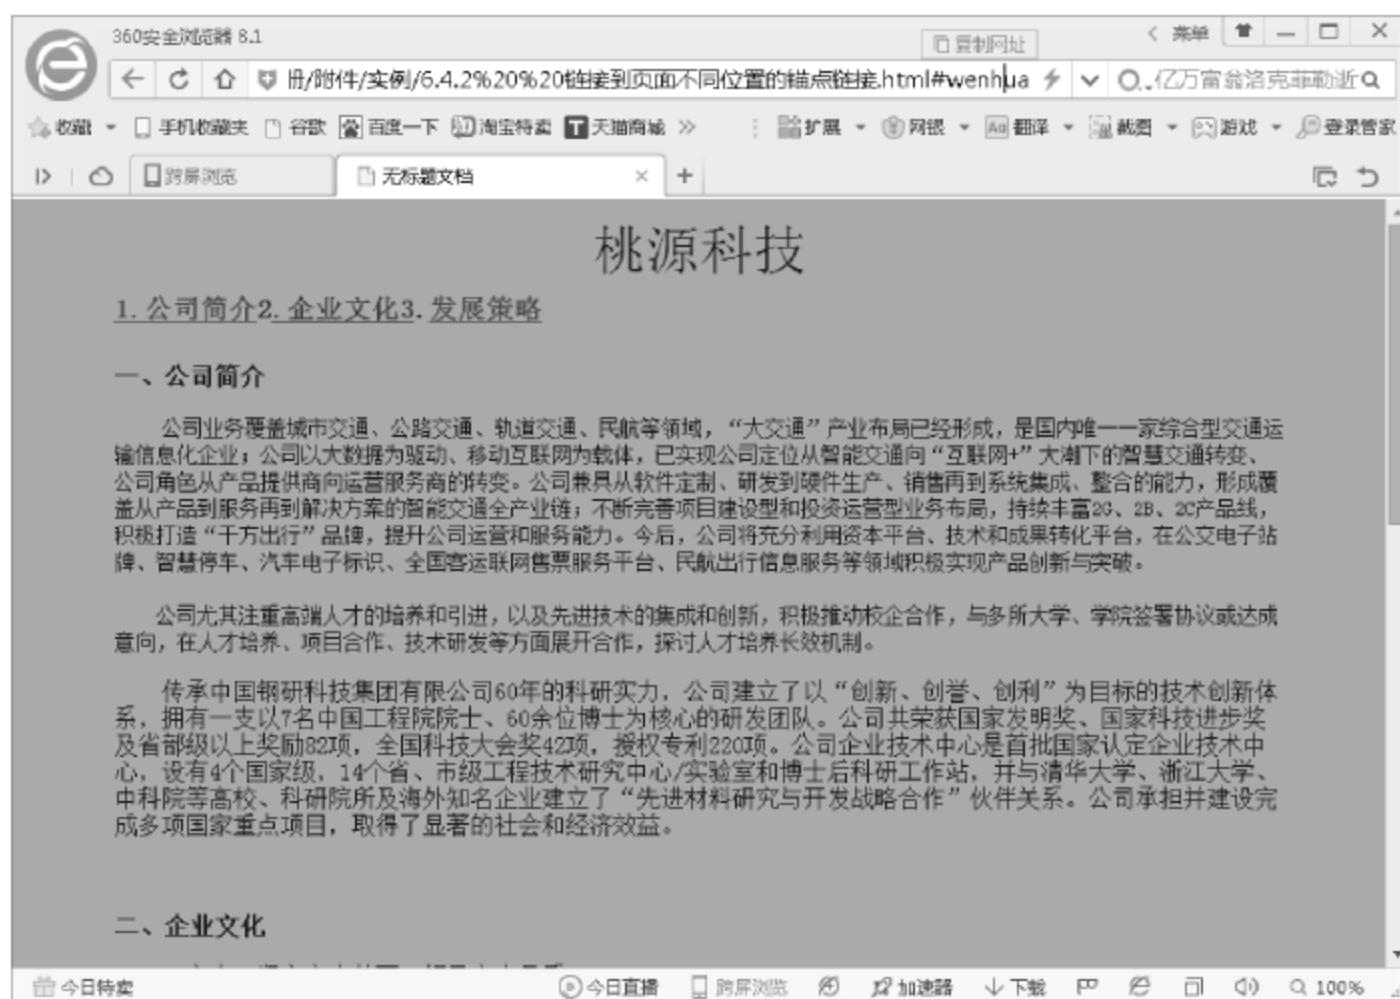 360安全浏览器 8.1
复制网址
菜单
册/附件/实例/6.4.2%20%20链接到页面不同位置的锚点链接.html#wenhua
亿万富翁洛克菲勒逝
收藏 手机收藏夹 谷歌 百度一下 淘宝特卖 天猫商城 扩展 网银 翻译 截图 游戏 登录管家
跨屏浏览 无标题文档
桃源科技
1. 公司简介2. 企业文化3. 发展策略
一、公司简介
公司业务覆盖城市交通、公路交通、轨道交通、民航等领域，“大交通”产业布局已经形成，是国内唯一一家综合型交通运
输信息化企业；公司以大数据为驱动、移动互联网为载体，已实现公司定位从智能交通向“互联网+”大潮下的智慧交通转变、
公司角色从产品提供商向运营服务商的转变。公司兼具从软件定制、研发到硬件生产、销售再到系统集成、整合的能力，形成覆
盖从产品到服务再到解决方案的智能交通全产业链；不断完善项目建设型和投资运营型业务布局，持续丰富2G、2B、2C产品线，
积极打造“千方出行”品牌，提升公司运营和服务能力。今后，公司将充分利用资本平台、技术和成果转化平台，在公交电子站
牌、智慧停车、汽车电子标识、全国客运联网售票服务平台、民航出行信息服务等领域积极实现产品创新与突破。
公司尤其注重高端人才的培养和引进，以及先进技术的集成和创新，积极推动校企合作，与多所大学、学院签署协议或达成
意向，在人才培养、项目合作、技术研发等方面展开合作，探讨人才培养长效机制。
传承中国钢研科技集团有限公司60年的科研实力，公司建立了以“创新、创誉、创利”为目标的技术创新体
系，拥有一支以7名中国工程院院士、60余位博士为核心的研发团队。公司共荣获国家发明奖、国家科技进步奖
及省部级以上奖励82项，全国科技大会奖42项，授权专利220项。公司企业技术中心是首批国家认定企业技术中
心，设有4个国家级，14个省、市级工程技术研究中心/实验室和博士后科研工作站，并与清华大学、浙江大学、
中科院等高校、科研院所及海外知名企业建立了“先进材料研究与开发战略合作”伙伴关系。公司承担并建设完
成多项国家重点项目，取得了显著的社会和经济效益。
二、企业文化
今日特卖 今日直播 跨屏浏览 加速器 下载 100%